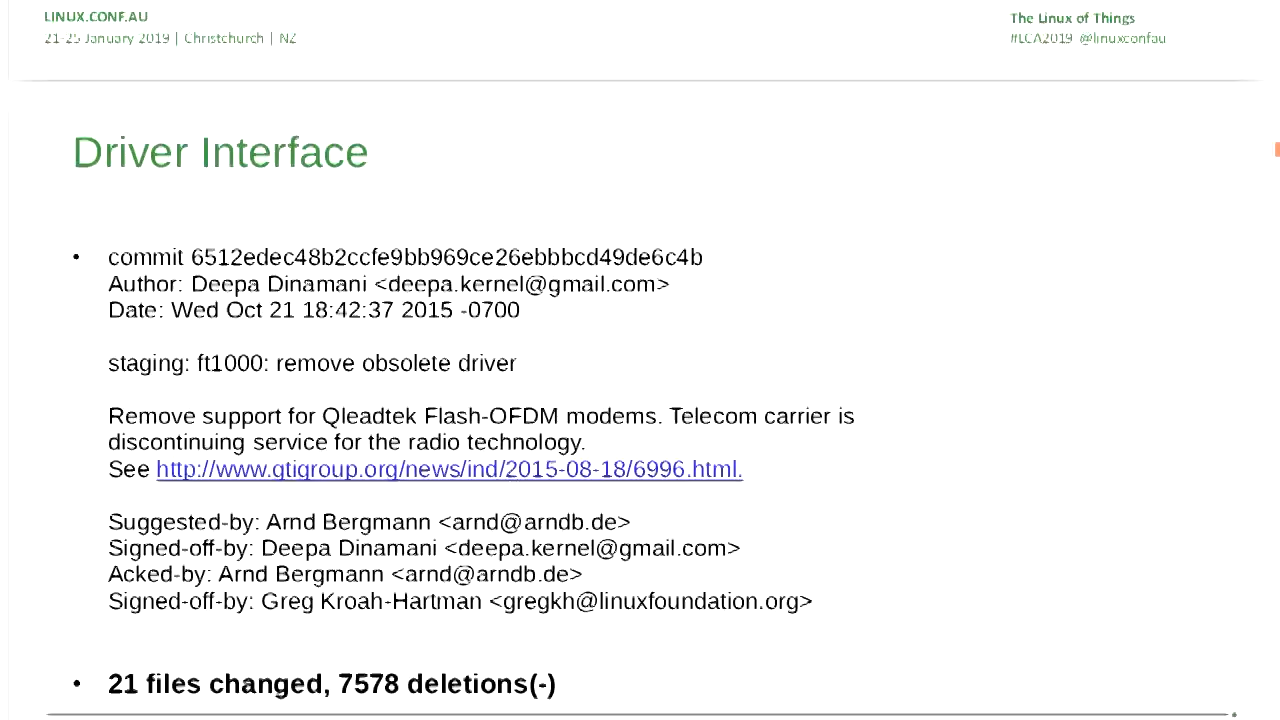 LINUX.CONF.AU
21-25 January 2019 | Christchurch | NZ
The Linux of Things
#LCA2019 @linuxconfau
Driver Interface
• commit 6512edec48b2ccfe9bb969ce26ebbbcd49de6c4b
Author: Deepa Dinamani <deepa.kernel@gmail.com>
Date: Wed Oct 21 18:42:37 2015 -0700
staging: ft1000: remove obsolete driver
Remove support for Qleadtek Flash-OFDM modems. Telecom carrier is
discontinuing service for the radio technology.
See http://www.qtiqroup.org/news/ind/2015-08-18/6996.html.
Suggested-by: Arnd Bergmann <arnd@arndb.de>
Signed-off-by: Deepa Dinamani <deepa.kernel@gmail.com>
Acked-by: Arnd Bergmann <arnd@arndb.de>
Signed-off-by: Greg Kroah-Hartman <gregkh@linuxfoundation.org>
• 21 files changed, 7578 deletions(-)